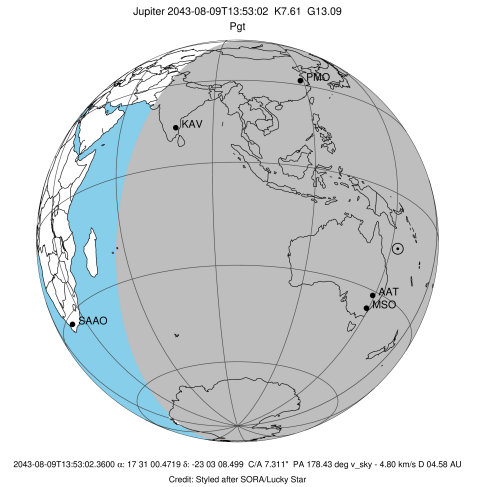 Jupiter 2043-08-09T13:53:02 K7.61 G13.09
Pgt
PMO
KAV
AAT
MSO
SAAO
2043-08-09T13:53:02.3600 α: 17 31 00.4719 δ: -23 03 08.499 C/A 7.311" PA 178.43 deg v_sky - 4.80 km/s D 04.58 AU
Credit: Styled after SORA/Lucky Star